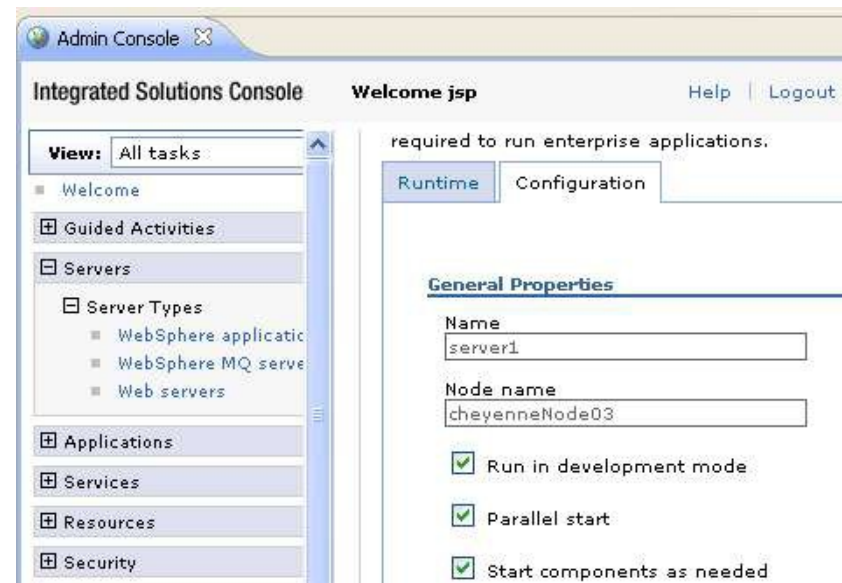 Admin Console
Integrated Solutions Console
Welcome jsp
Help | Logout
View: All tasks
Welcome
Guided Activities
Servers
Server Types
WebSphere applicatic
WebSphere MQ serve
Web servers
Applications
Services
Resources
Security
required to run enterprise applications.
Runtime
Configuration
General Properties
Name
server1
Node name
cheyenneNode03
Run in development mode
Parallel start
Start components as needed